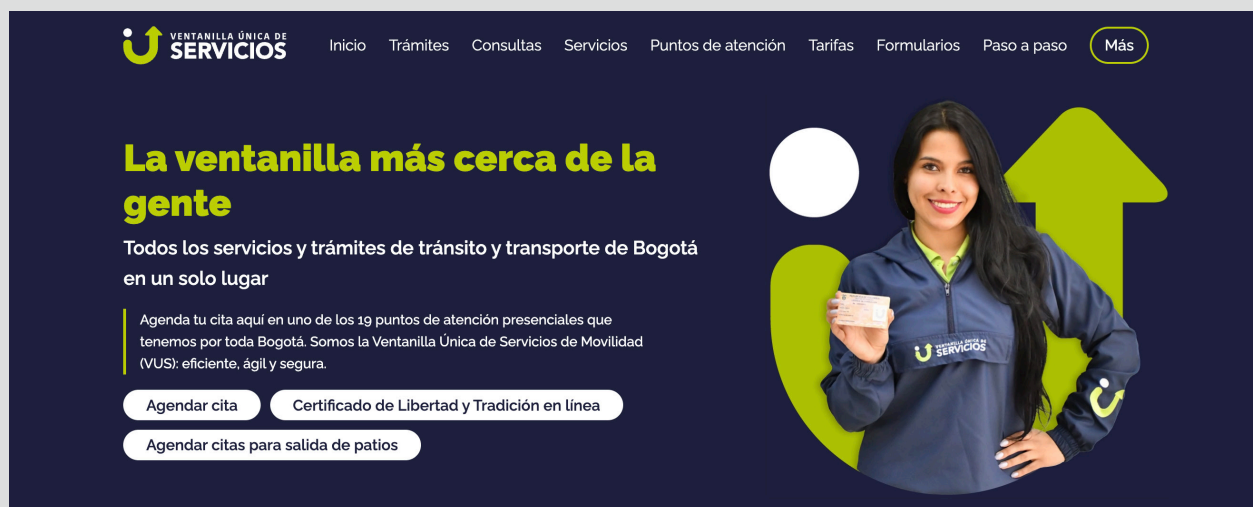 VENTANILLA ÚNICA DE
SERVICIOS
Inicio Trámites Consultas Servicios Puntos de atención Tarifas Formularios Paso a paso Más
La ventanilla más cerca de la
gente
Todos los servicios y trámites de tránsito y transporte de Bogotá
en un solo lugar
Agenda tu cita aquí en uno de los 19 puntos de atención presenciales que
tenemos por toda Bogotá. Somos la Ventanilla Única de Servicios de Movilidad
(VUS): eficiente, ágil y segura.
Agendar cita Certificado de Libertad y Tradición en línea
Agendar citas para salida de patios
VENTANILLA ÚNICA DE
SERVICIOS